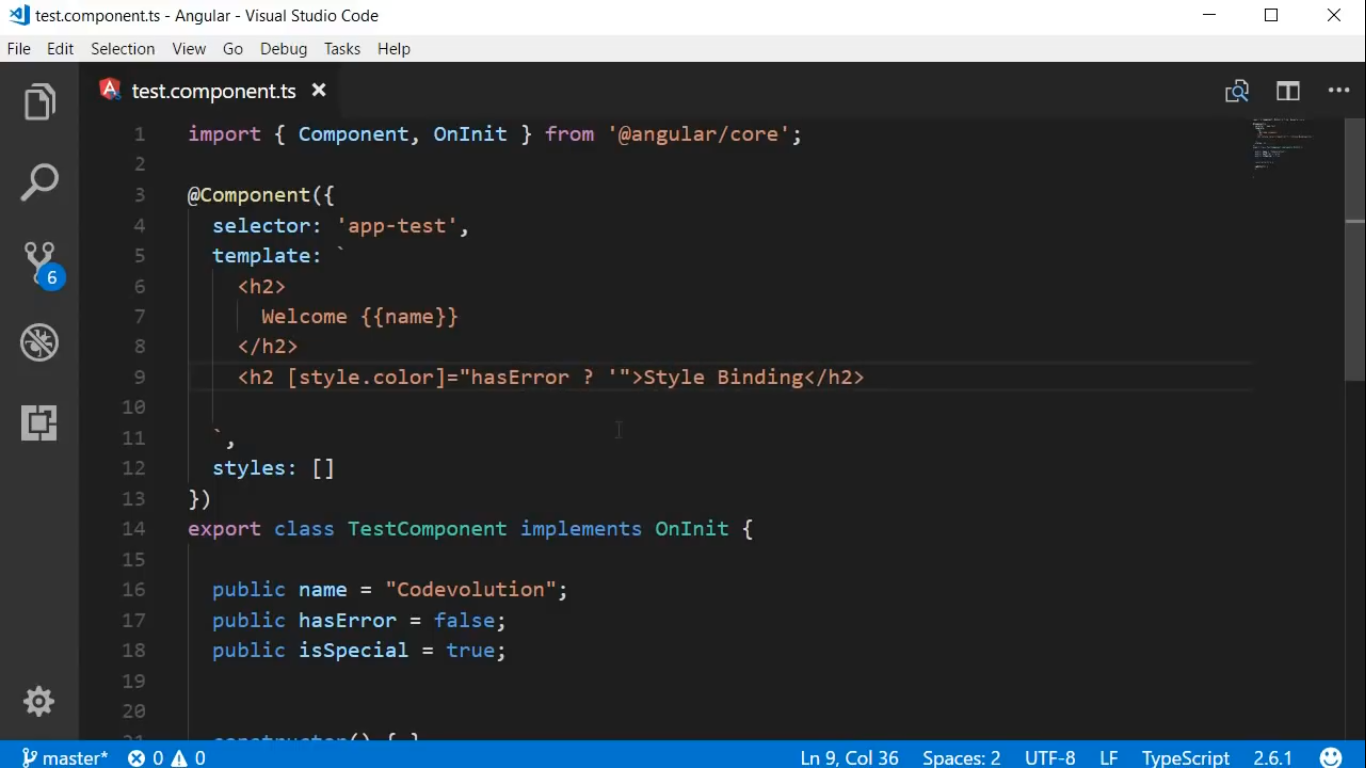 test.component.ts - Angular - Visual Studio Code
File Edit Selection View Go Debug Tasks Help
test.component.ts
1 import { Component, OnInit } from '@angular/core';
2
3 @Component({
4 selector: 'app-test',
5 template: `
6 <h2>
7 Welcome {{name}}
8 </h2>
9 <h2 [style.color]="hasError ? '">Style Binding</h2>
10
11 `,
12 styles: []
13 })
14 export class TestComponent implements OnInit {
15
16 public name = "Codevolution";
17 public hasError = false;
18 public isSpecial = true;
19
20
21 constructor() { }
6
master* 0 0 Ln 9, Col 36 Spaces: 2 UTF-8 LF TypeScript 2.6.1